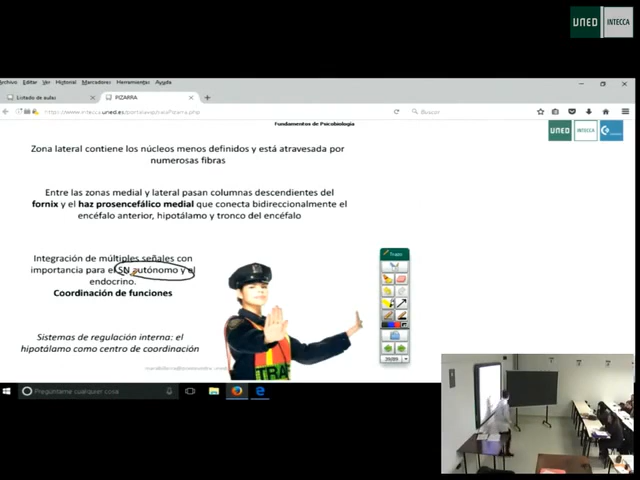 UNED INTECCA
Archivo Editar Ver Historial Marcadores Herramientas Ayuda
Listado de aulas
PIZARRA
Buscar
Fundamentos de Psicobiología
UNED INTECCA
Zona lateral contiene los núcleos menos definidos y está atravesada por
numerosas fibras
Entre las zonas medial y lateral pasan columnas descendientes del
fornix y el haz prosencefálico medial que conecta bidireccionalmente el
encéfalo anterior, hipotálamo y tronco del encéfalo
Integración de múltiples señales con
importancia para el SN autónomo y el
endocrino.
Coordinación de funciones
Sistemas de regulación interna: el
hipotálamo como centro de coordinación
TRA
Pregúntame cualquier cosa